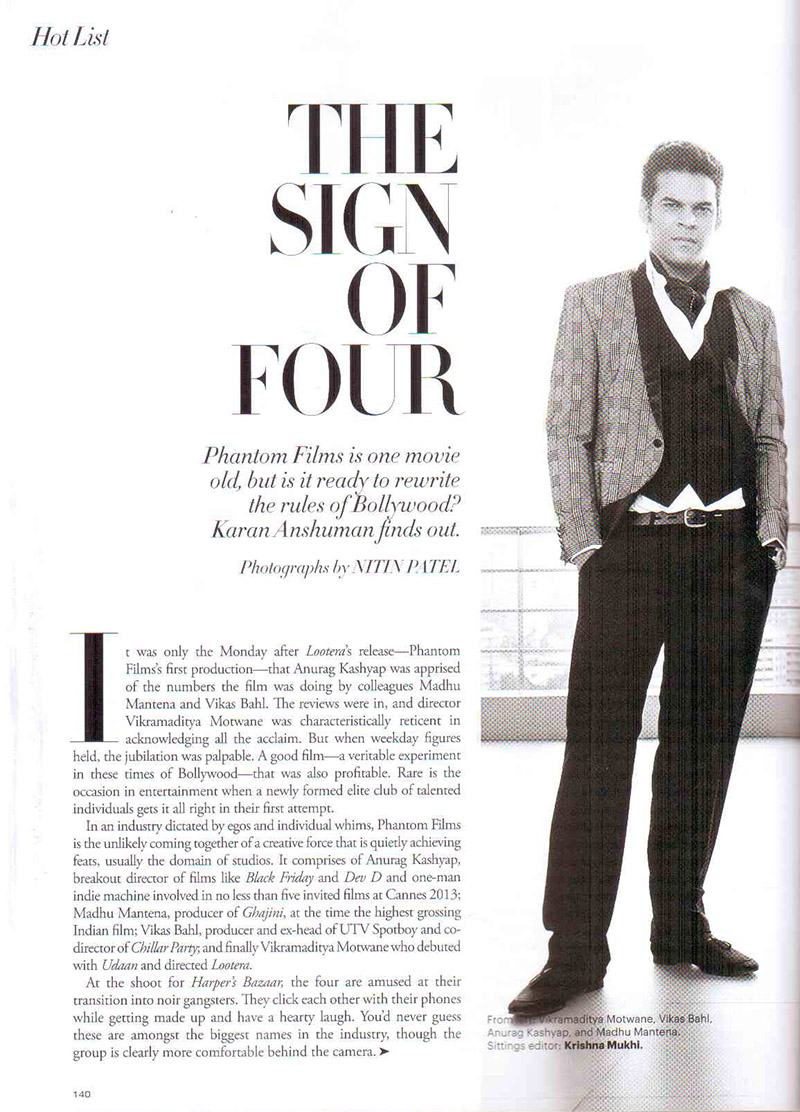 Hot List
THE
SIGN
OF
FOUR
Phantom Films is one movie
old, but is it ready to rewrite
the rules of Bollywood?
Karan Anshuman finds out.
Photographs by NITIN PATEL
It was only the Monday after Lootera's release—Phantom
Films's first production—that Anurag Kashyap was apprised
of the numbers the film was doing by colleagues Madhu
Mantena and Vikas Bahl. The reviews were in, and director
Vikramaditya Motwane was characteristically reticent in
acknowledging all the acclaim. But when weekday figures
held, the jubilation was palpable. A good film—a veritable experiment
in these times of Bollywood—that was also profitable. Rare is the
occasion in entertainment when a newly formed elite club of talented
individuals gets it all right in their first attempt.
In an industry dictated by egos and individual whims, Phantom Films
is the unlikely coming together of a creative force that is quietly achieving
feats, usually the domain of studios. It comprises of Anurag Kashyap,
breakout director of films like Black Friday and Dev D and one-man
indie machine involved in no less than five invited films at Cannes 2013;
Madhu Mantena, producer of Ghajini, at the time the highest grossing
Indian film; Vikas Bahl, producer and ex-head of UTV Spotboy and co-
director of Chillar Party; and finally Vikramaditya Motwane who debuted
with Udaan and directed Lootera.
At the shoot for Harper's Bazaar, the four are amused at their
transition into noir gangsters. They click each other with their phones
while getting made up and have a hearty laugh. You'd never guess
these are amongst the biggest names in the industry, though the
group is clearly more comfortable behind the camera. ➤
From Vikramaditya Motwane, Vikas Bahl,
Anurag Kashyap, and Madhu Mantena.
Sittings editor: Krishna Mukhi.
140